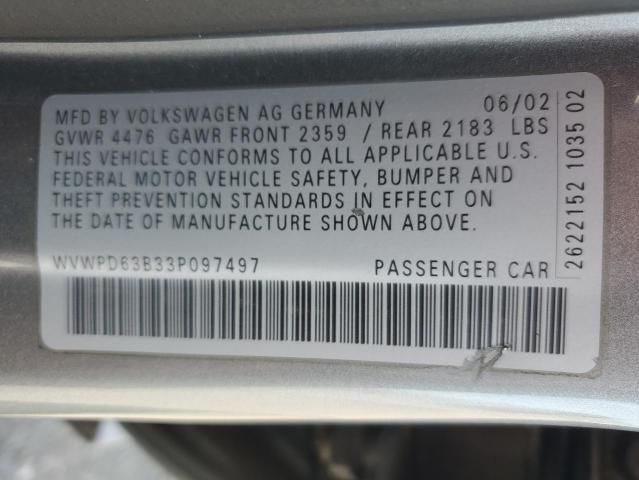 MFD BY VOLKSWAGEN AG GERMANY 06/02
GVWR 4476 GAWR FRONT 2359 / REAR 2183 LBS
THIS VEHICLE CONFORMS TO ALL APPLICABLE U.S.
FEDERAL MOTOR VEHICLE SAFETY, BUMPER AND
THEFT PREVENTION STANDARDS IN EFFECT ON
THE DATE OF MANUFACTURE SHOWN ABOVE.
WVWPD63B33P097497 PASSENGER CAR
2622152 1035 02